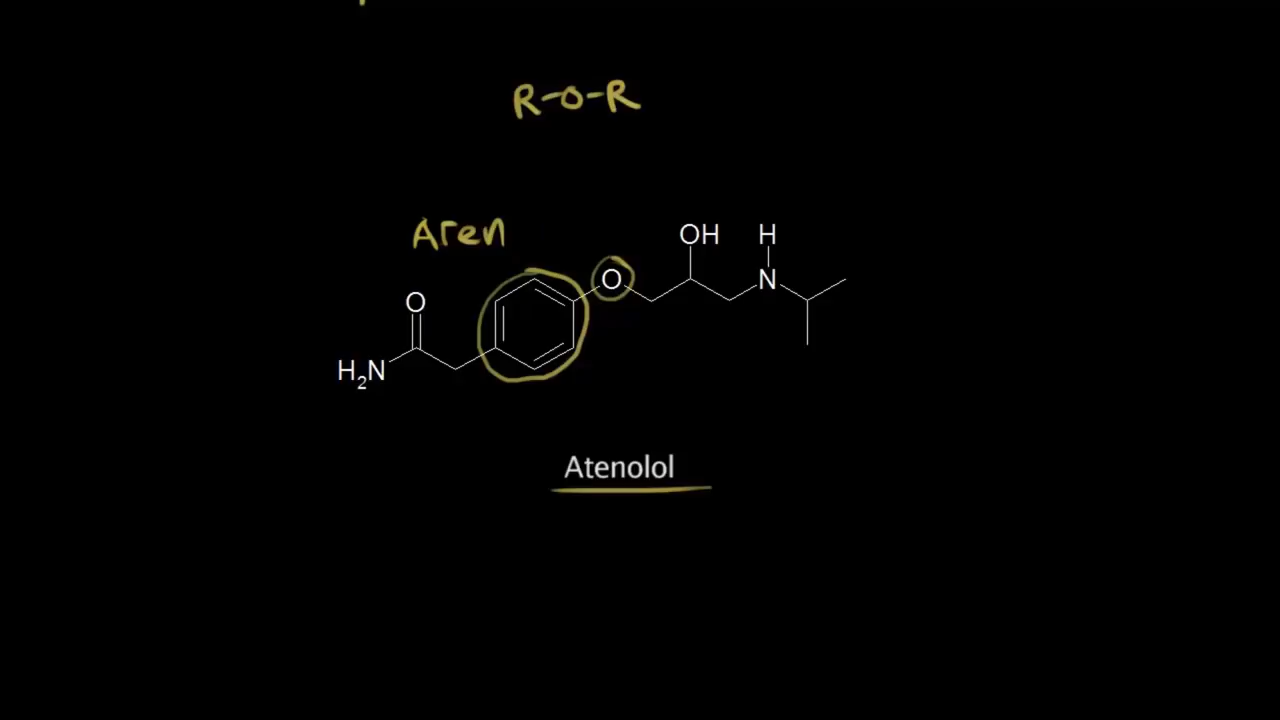 R-O-R
Aren
OH H
O N
O
H2N
Atenolol